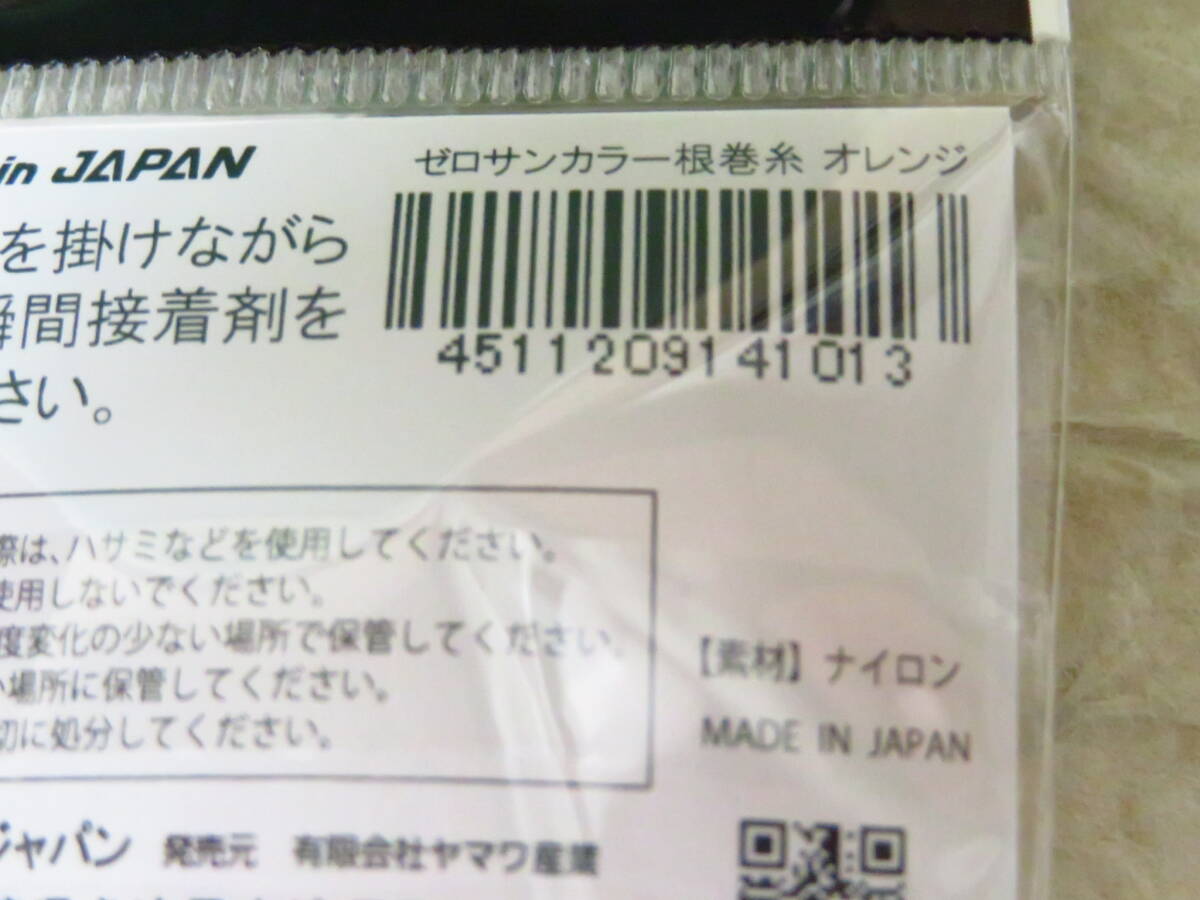 in JAPAN
ゼロサンカラー根巻糸 オレンジ
を掛けながら
瞬間接着剤を
さい。
4511209141013
際は、ハサミなどを使用してください。
使用しないでください。
度変化の少ない場所で保管してください。
い場所に保管してください。
切に処分してください。
【素材】ナイロン
MADE IN JAPAN
ジャパン 発売元 有限会社ヤマワ産業